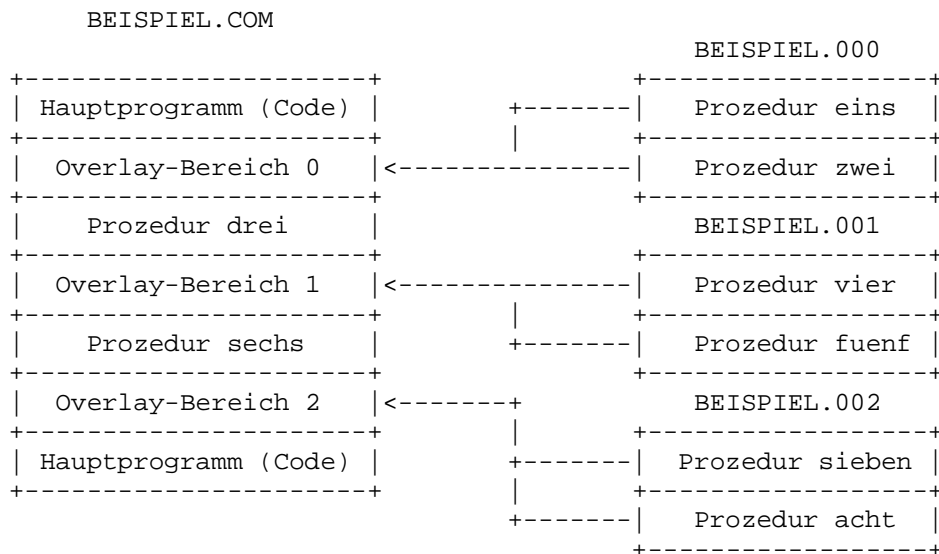 BEISPIEL.COM
BEISPIEL.000
Hauptprogramm (Code)
Prozedur eins
Overlay-Bereich 0
Prozedur zwei
Prozedur drei
BEISPIEL.001
Overlay-Bereich 1
Prozedur vier
Prozedur sechs
Prozedur fuenf
Overlay-Bereich 2
BEISPIEL.002
Hauptprogramm (Code)
Prozedur sieben
Prozedur acht